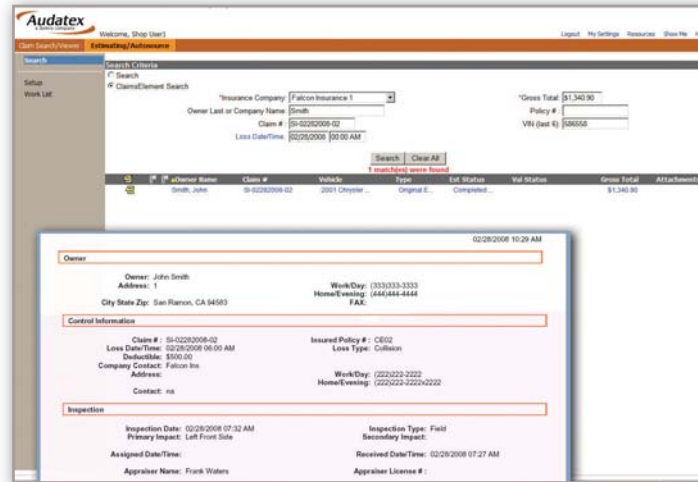 Audatex
a Solera company
Welcome, Shop User1
Logout My Settings Resources Show Me
Claim Search/Viewer Estimating/Autosource
Search
Setup
Work List
Search Criteria
Search
ClaimsElement Search
*Insurance Company: Falcon Insurance 1
*Gross Total: $1,340.90
Owner Last or Company Name: Smith
Policy #:
Claim #: SI-02282008-02
VIN (last 6): 586558
Loss Date/Time: 02/28/2008 00:00 AM
Search Clear All
1 match(es) were found
Owner Name Claim # Vehicle Type Est Status Val Status Gross Total Attachments
Smith, John SI-02282008-02 2001 Chrysler ... Original E... Completed... $1,340.90
02/28/2008 10:29 AM
Owner
Owner: John Smith
Address: 1
Work/Day: (333)333-3333
Home/Evening: (444)444-4444
City State Zip: San Ramon, CA 94583
FAX:
Control Information
Claim #: SI-02282008-02
Insured Policy #: CE02
Loss Date/Time: 02/28/2008 06:00 AM
Loss Type: Collision
Deductible: $500.00
Company Contact: Falcon Ins
Address:
Work/Day: (222)222-2222
Home/Evening: (222)222-2222x2222
Contact: na
Inspection
Inspection Date: 02/28/2008 07:32 AM
Inspection Type: Field
Primary Impact: Left Front Side
Secondary Impact:
Assigned Date/Time:
Received Date/Time: 02/28/2008 07:27 AM
Appraiser Name: Frank Waters
Appraiser License #: